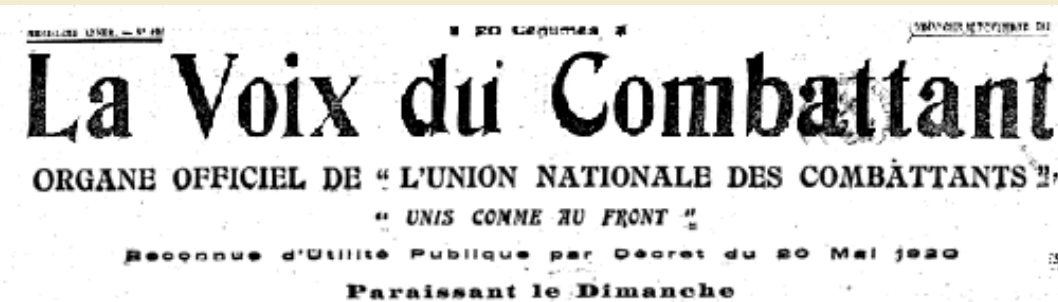 20 Centimes
La Voix du Combattant
ORGANE OFFICIEL DE " L'UNION NATIONALE DES COMBATTANTS "
" UNIS COMME AU FRONT "
Reconnue d'Utilité Publique par Décret du 20 Mai 1920
Paraissant le Dimanche